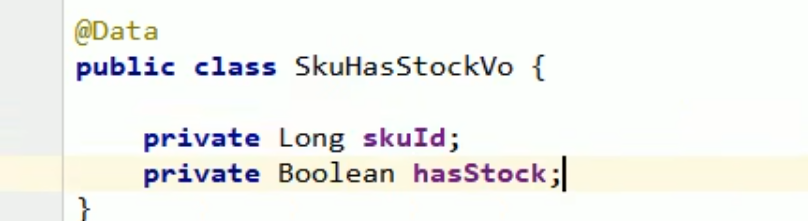 @Data
public class SkuHasStockVo {
private Long skuId;
private Boolean hasStock;
}